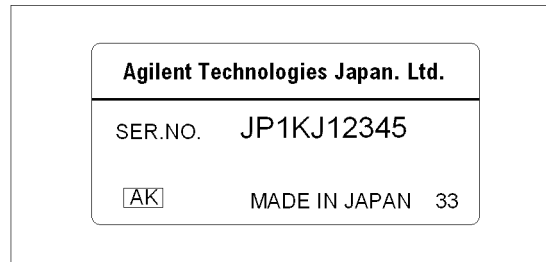 Agilent Technologies Japan. Ltd.
SER.NO. JP1KJ12345
AK MADE IN JAPAN 33